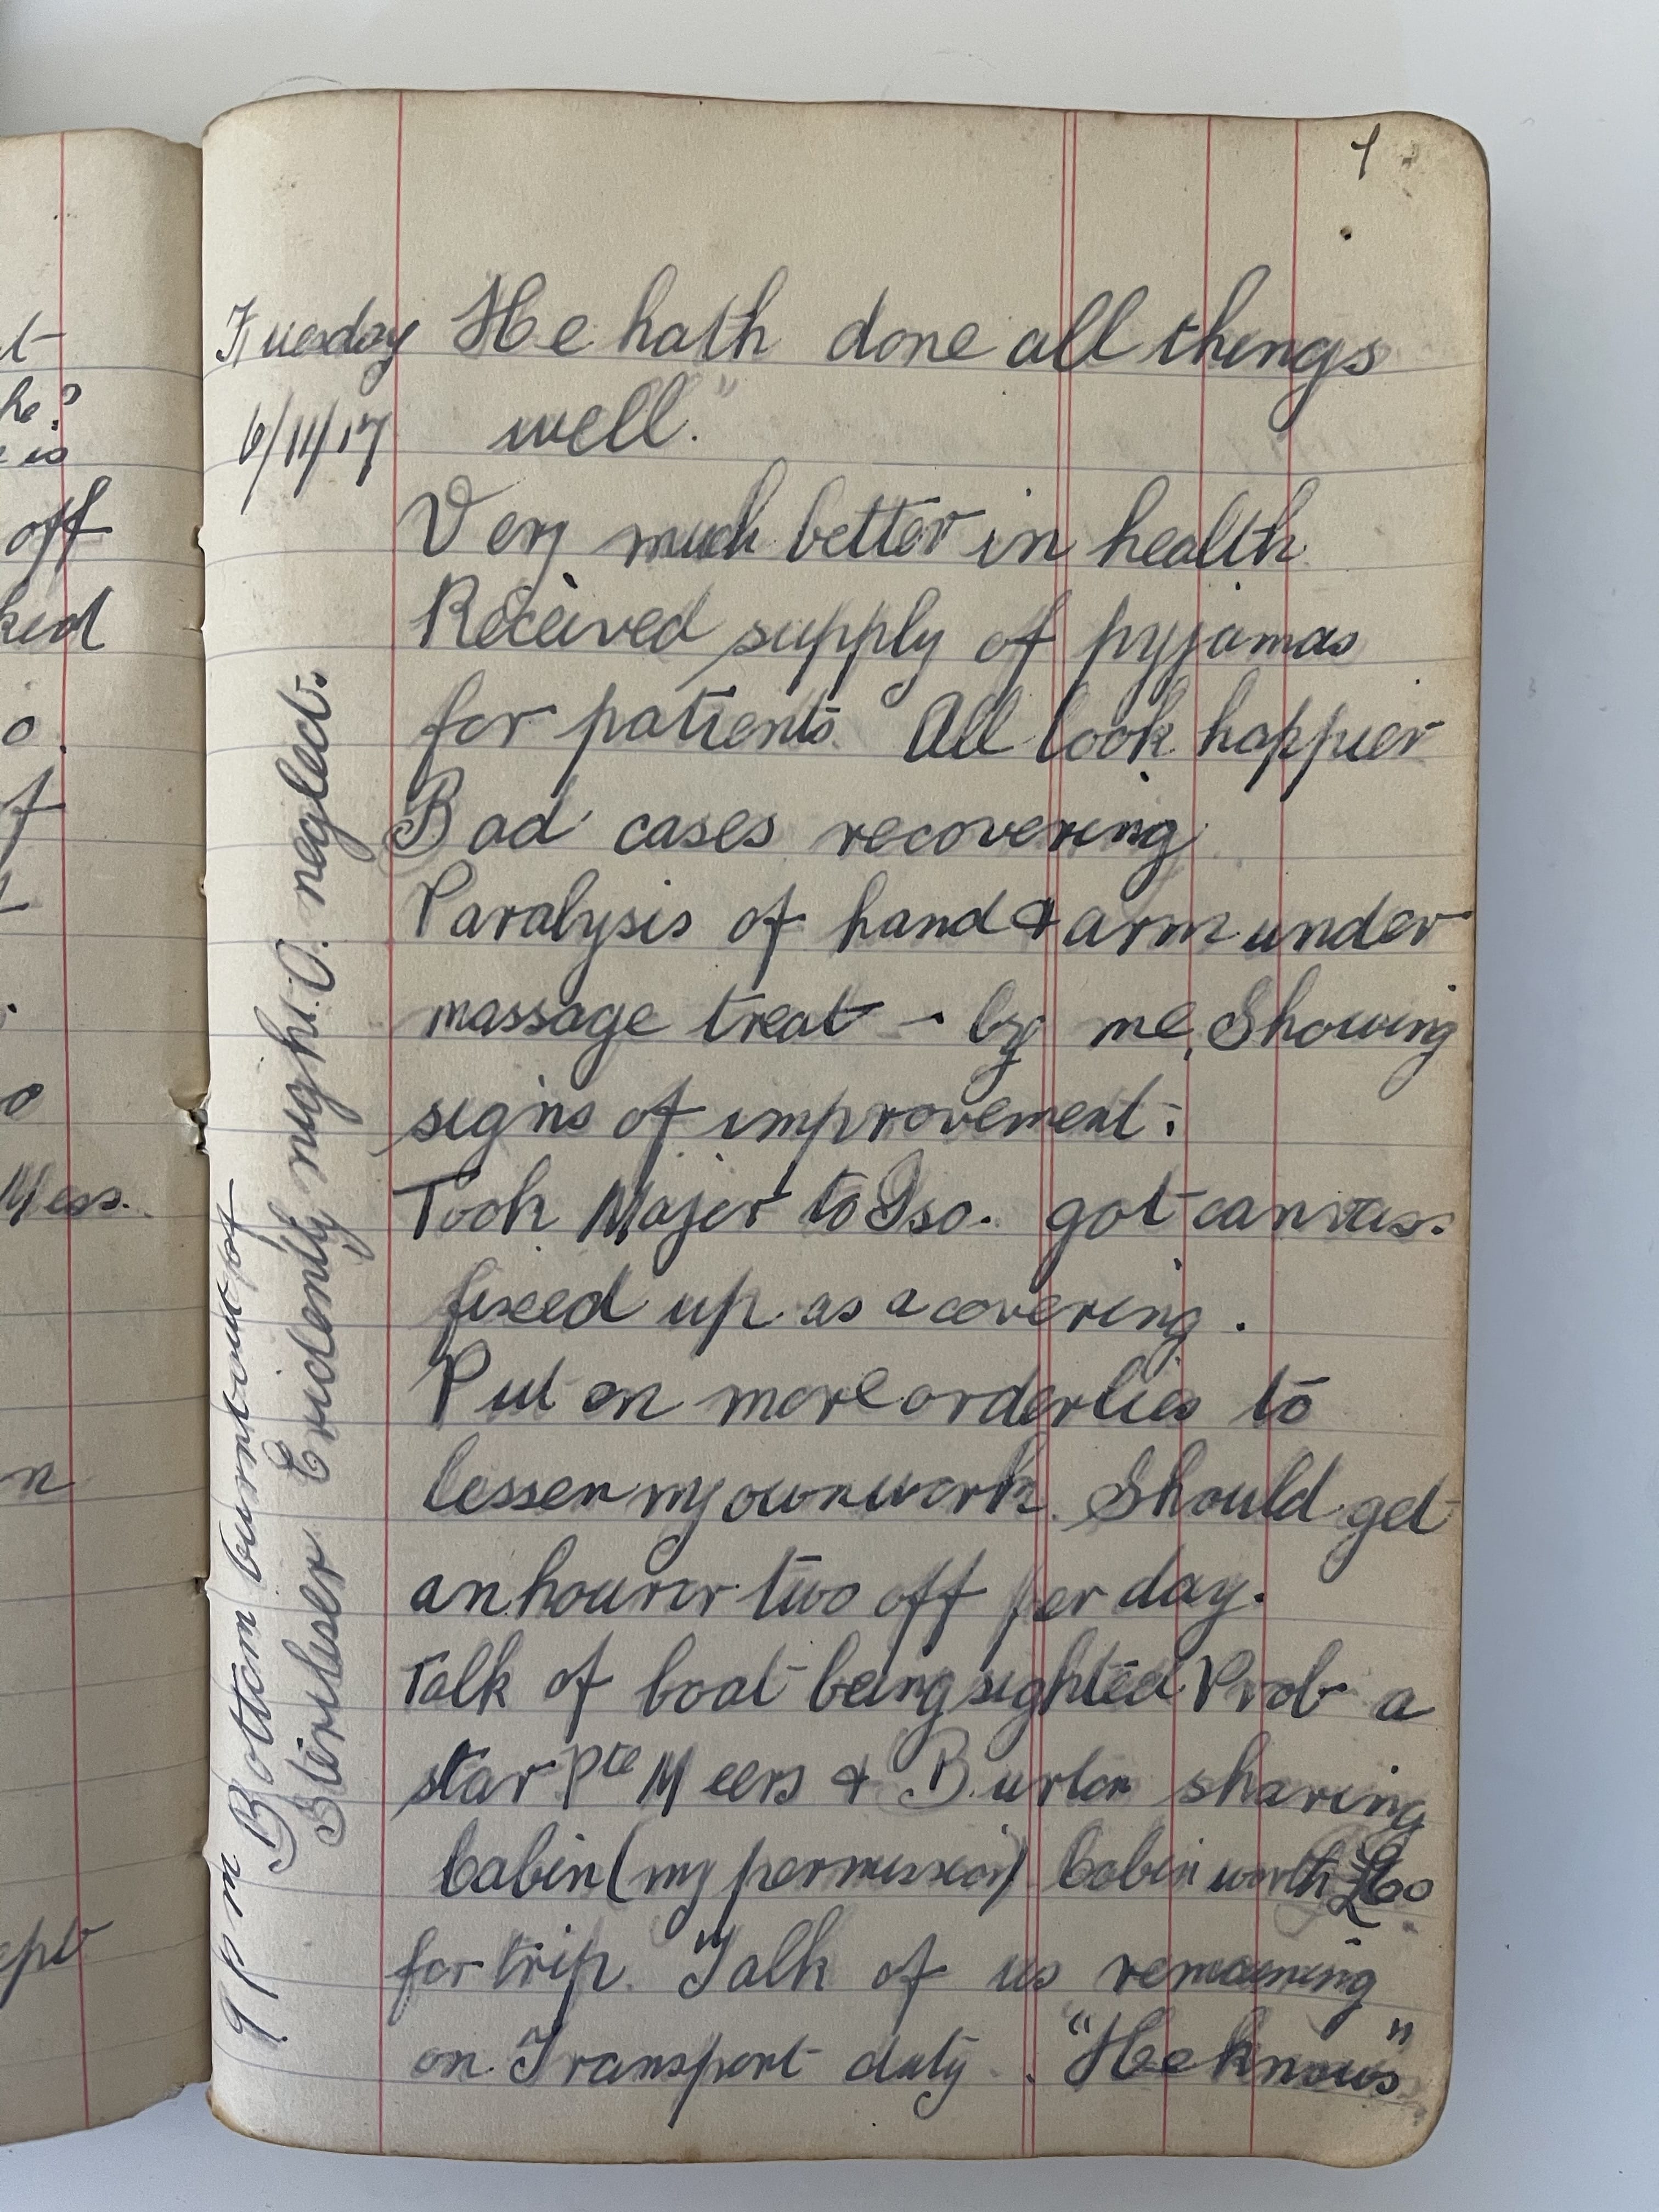 t
he?
is
off
ked
o.
of
t
o
Mess.
n
1
Tuesday He hath done all things
6/11/17 well."
Very much better in health
Received supply of pyjamas
for patients. All look happier
Bad cases recovering.
Paralysis of hand & arm under
massage treat - by me, Showing
signs of improvement.
Took Major to Iso. got canvas.
fixed up as a covering.
Put on more orderlies to
lessen my own work. Should get
an hour or two off per day.
Talk of boat being sighted. Prob a
star. Pte Meers & Burton sharing
Cabin (my permission) Cabin worth £60
for trip. Talk of us remaining
on Transport duty. "He knows"
9 pm Bottom burnt out of
Steriliser Evidently night. O. neglect.